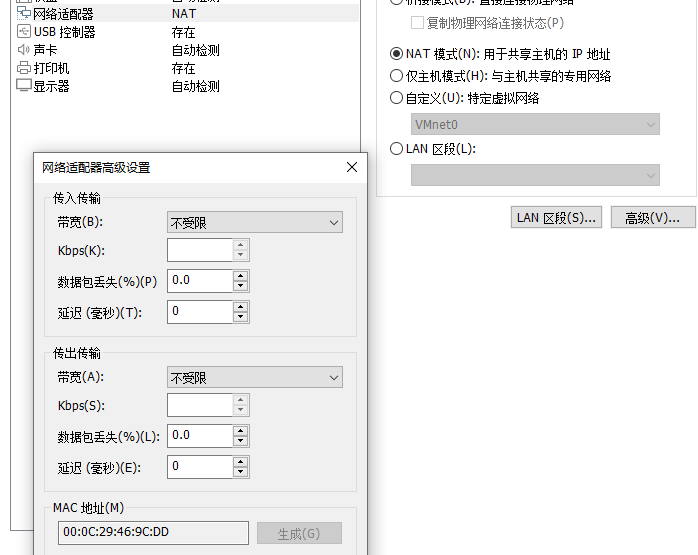 网络适配器 NAT
USB 控制器 存在
声卡 自动检测
打印机 存在
显示器 自动检测
复制物理网络连接状态(P)
NAT 模式(N): 用于共享主机的 IP 地址
仅主机模式(H): 与主机共享的专用网络
自定义(U): 特定虚拟网络
VMnet0
LAN 区段(L):
LAN 区段(S)... 高级(V)...
网络适配器高级设置
传入传输
带宽(B): 不受限
Kbps(K):
数据包丢失(%)(P) 0.0
延迟 (毫秒)(T): 0
传出传输
带宽(A): 不受限
Kbps(S):
数据包丢失(%)(L): 0.0
延迟 (毫秒)(E): 0
MAC 地址(M)
00:0C:29:46:9C:DD 生成(G)